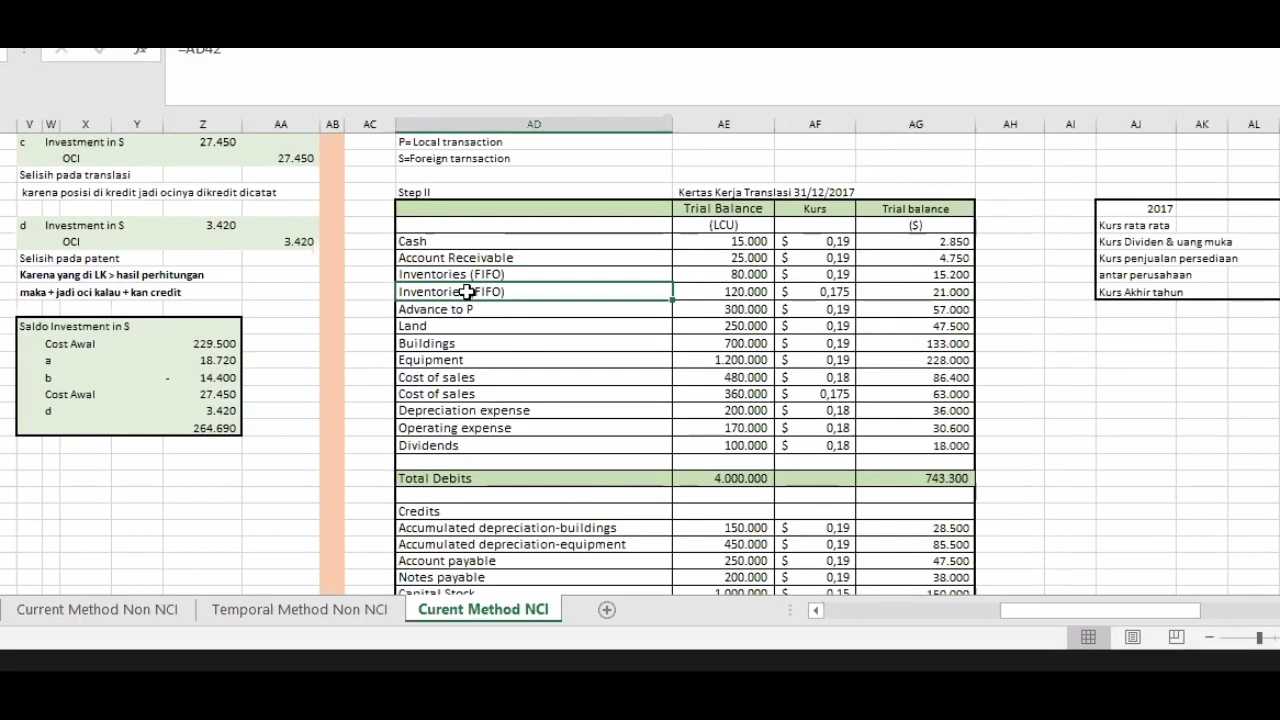 =AD42
V W X Y Z AA AB AC AD AE AF AG AH AI AJ AK AL
c Investment in $ 27.450
OCI 27.450
Selisih pada translasi
karena posisi di kredit jadi ocinya dikredit dicatat
d Investment in $ 3.420
OCI 3.420
Selisih pada patent
Karena yang di LK > hasil perhitungan
maka + jadi oci kalau + kan credit
Saldo Investment in $
Cost Awal 229.500
a 18.720
b - 14.400
Cost Awal 27.450
d 3.420
264.690
P= Local transaction
S=Foreign tarnsaction
Step II Kertas Kerja Translasi 31/12/2017
Trial Balance Kurs Trial balance
(LCU) ($)
Cash 15.000 $ 0,19 2.850
Account Receivable 25.000 $ 0,19 4.750
Inventories (FIFO) 80.000 $ 0,19 15.200
Inventories (FIFO) 120.000 $ 0,175 21.000
Advance to P 300.000 $ 0,19 57.000
Land 250.000 $ 0,19 47.500
Buildings 700.000 $ 0,19 133.000
Equipment 1.200.000 $ 0,19 228.000
Cost of sales 480.000 $ 0,18 86.400
Cost of sales 360.000 $ 0,175 63.000
Depreciation expense 200.000 $ 0,18 36.000
Operating expense 170.000 $ 0,18 30.600
Dividends 100.000 $ 0,18 18.000
Total Debits 4.000.000 743.300
Credits
Accumulated depreciation-buildings 150.000 $ 0,19 28.500
Accumulated depreciation-equipment 450.000 $ 0,19 85.500
Account payable 250.000 $ 0,19 47.500
Notes payable 200.000 $ 0,19 38.000
Capital Stock 1.000.000 $ 0,15 150.000
2017
Kurs rata rata
Kurs Dividen & uang muka
Kurs penjualan persediaan
antar perusahaan
Kurs Akhir tahun
Current Method Non NCI Temporal Method Non NCI Curent Method NCI